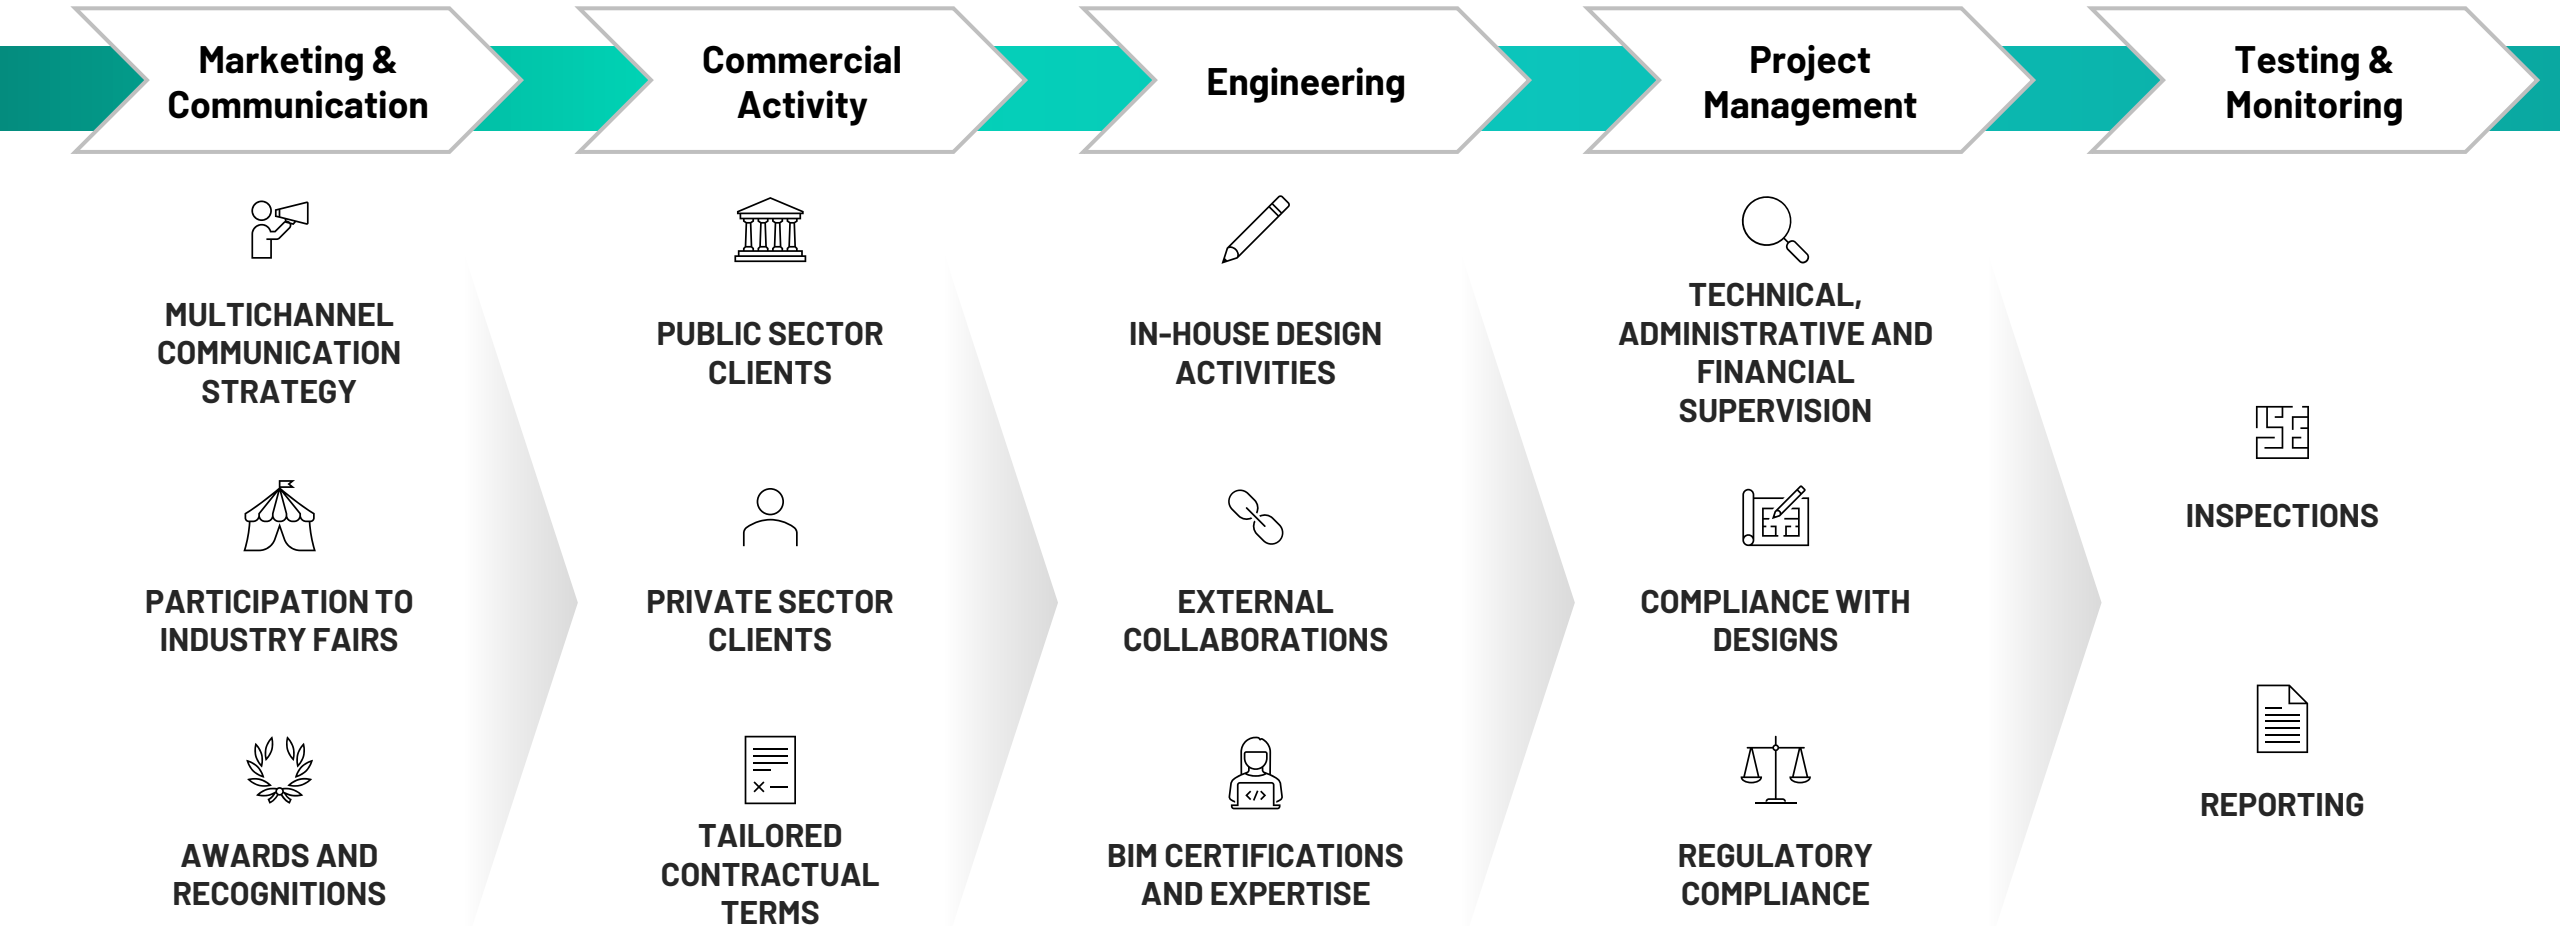 Marketing &
Communication
Commercial
Activity
Engineering
Project
Management
Testing &
Monitoring
MULTICHANNEL
COMMUNICATION
STRATEGY
PARTICIPATION TO
INDUSTRY FAIRS
AWARDS AND
RECOGNITIONS
PUBLIC SECTOR
CLIENTS
PRIVATE SECTOR
CLIENTS
TAILORED
CONTRACTUAL
TERMS
IN-HOUSE DESIGN
ACTIVITIES
EXTERNAL
COLLABORATIONS
BIM CERTIFICATIONS
AND EXPERTISE
TECHNICAL,
ADMINISTRATIVE AND
FINANCIAL
SUPERVISION
COMPLIANCE WITH
DESIGNS
REGULATORY
COMPLIANCE
INSPECTIONS
REPORTING